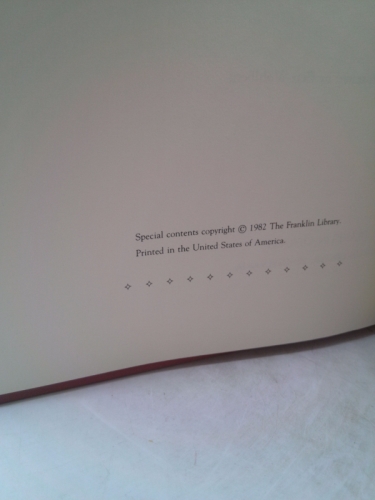 Special contents copyright © 1982 The Franklin Library.
Printed in the United States of America.